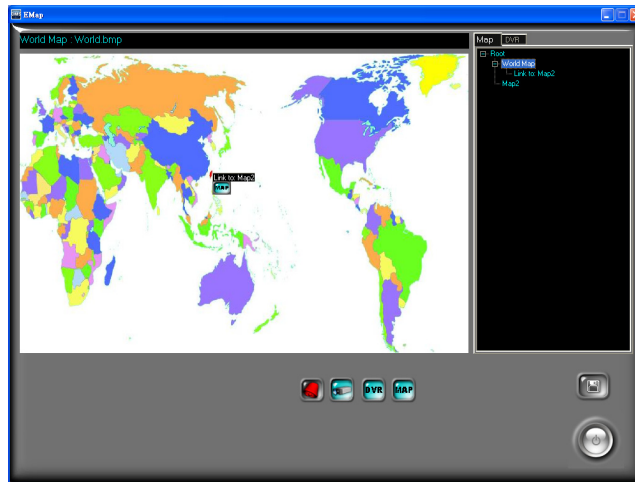 EMap
World Map : World.bmp
Map DVR
Root
World Map
Link to: Map2
Map2
Link to: Map2
MAP
DVR MAP